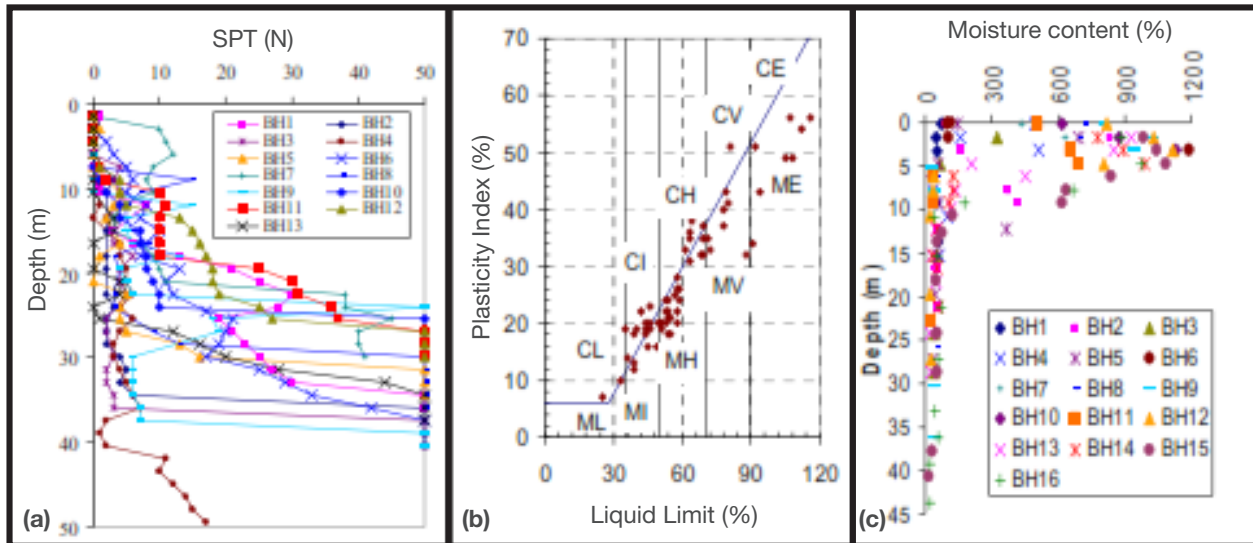 SPT (N)
0 10 20 30 40 50
0
10
20
30
40
50
Depth (m)
BH1 BH2
BH3 BH4
BH5 BH6
BH7 BH8
BH9 BH10
BH11 BH12
BH13
(a)
70
60
50
40
30
20
10
0
Plasticity Index (%)
CE
CV
CH
ME
CI
MV
CL
MH
ML
MI
0 30 60 90 120
Liquid Limit (%)
(b)
Moisture content (%)
0 300 600 900 1200
0
5
10
15
20
25
30
35
40
45
Depth (m)
BH1 BH2 BH3
BH4 BH5 BH6
BH7 BH8 BH9
BH10 BH11 BH12
BH13 BH14 BH15
BH16
(c)